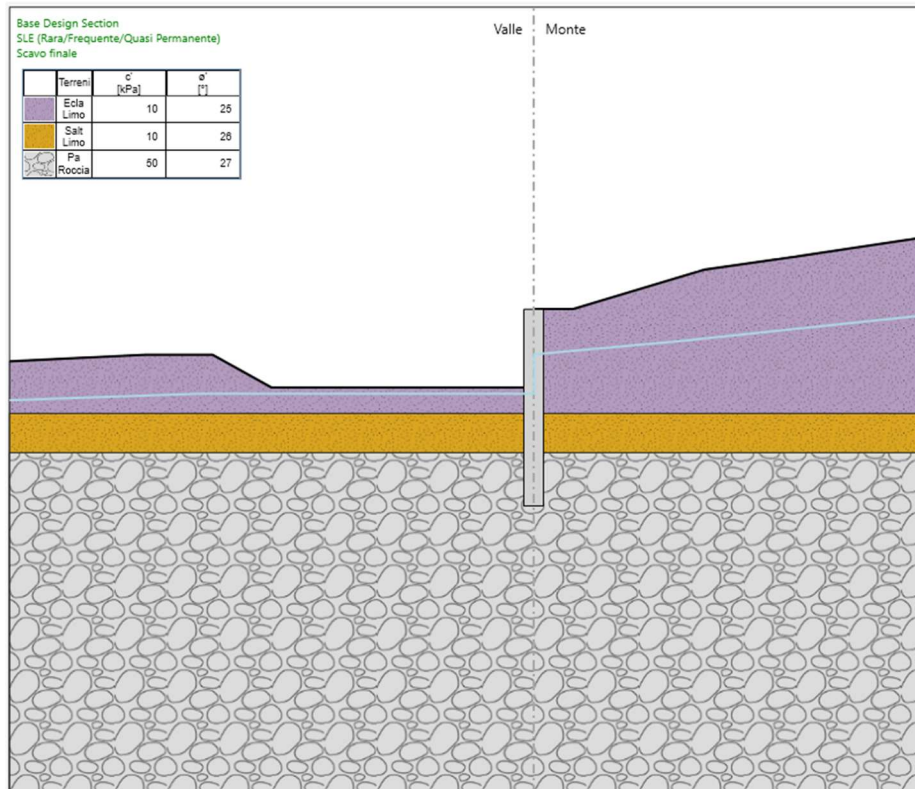 Base Design Section
SLE (Rara/Frequente/Quasi Permanente)
Scavo finale
Valle Monte
Terreni c' [kPa] ø' [°]
Ecla Limo 10 25
Salt Limo 10 26
Pa Roccia 50 27